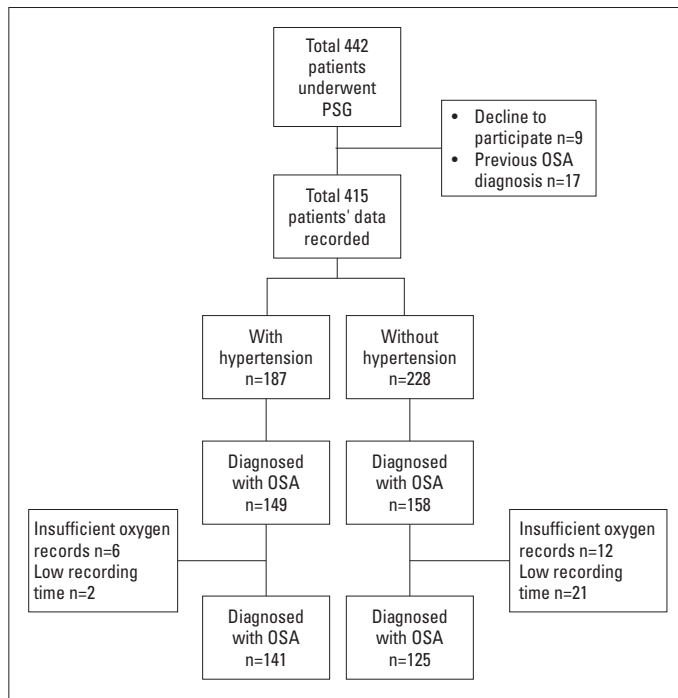 Total 442
patients
underwent
PSG
• Decline to
participate n=9
• Previous OSA
diagnosis n=17
Total 415
patients' data
recorded
With
hypertension
n=187
Without
hypertension
n=228
Diagnosed
with OSA
n=149
Diagnosed
with OSA
n=158
Insufficient oxygen
records n=6
Low recording
time n=2
Insufficient oxygen
records n=12
Low recording
time n=21
Diagnosed
with OSA
n=141
Diagnosed
with OSA
n=125